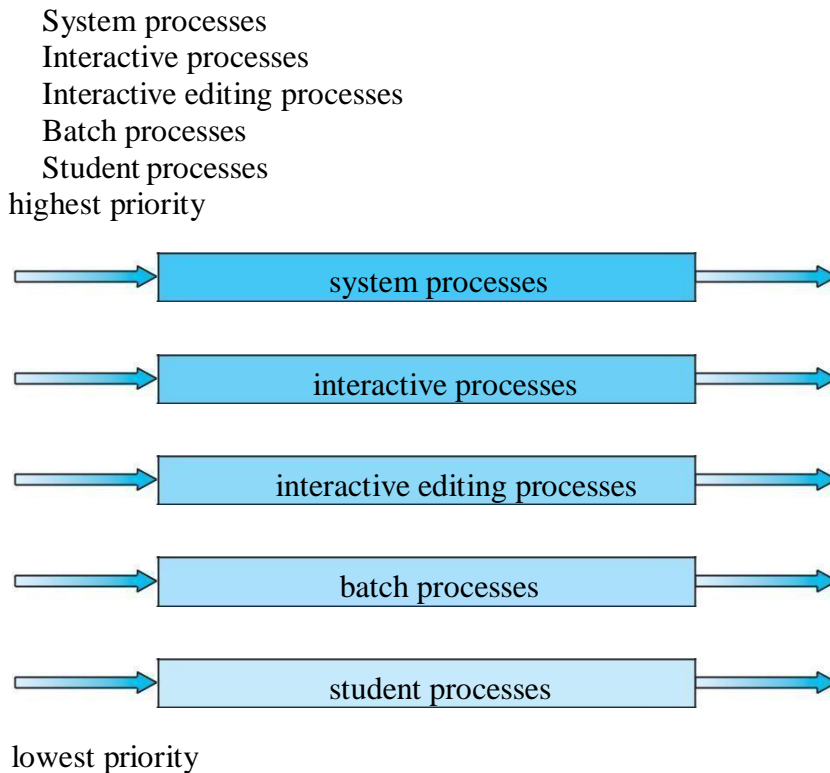 System processes
Interactive processes
Interactive editing processes
Batch processes
Student processes
highest priority
system processes
interactive processes
interactive editing processes
batch processes
student processes
lowest priority